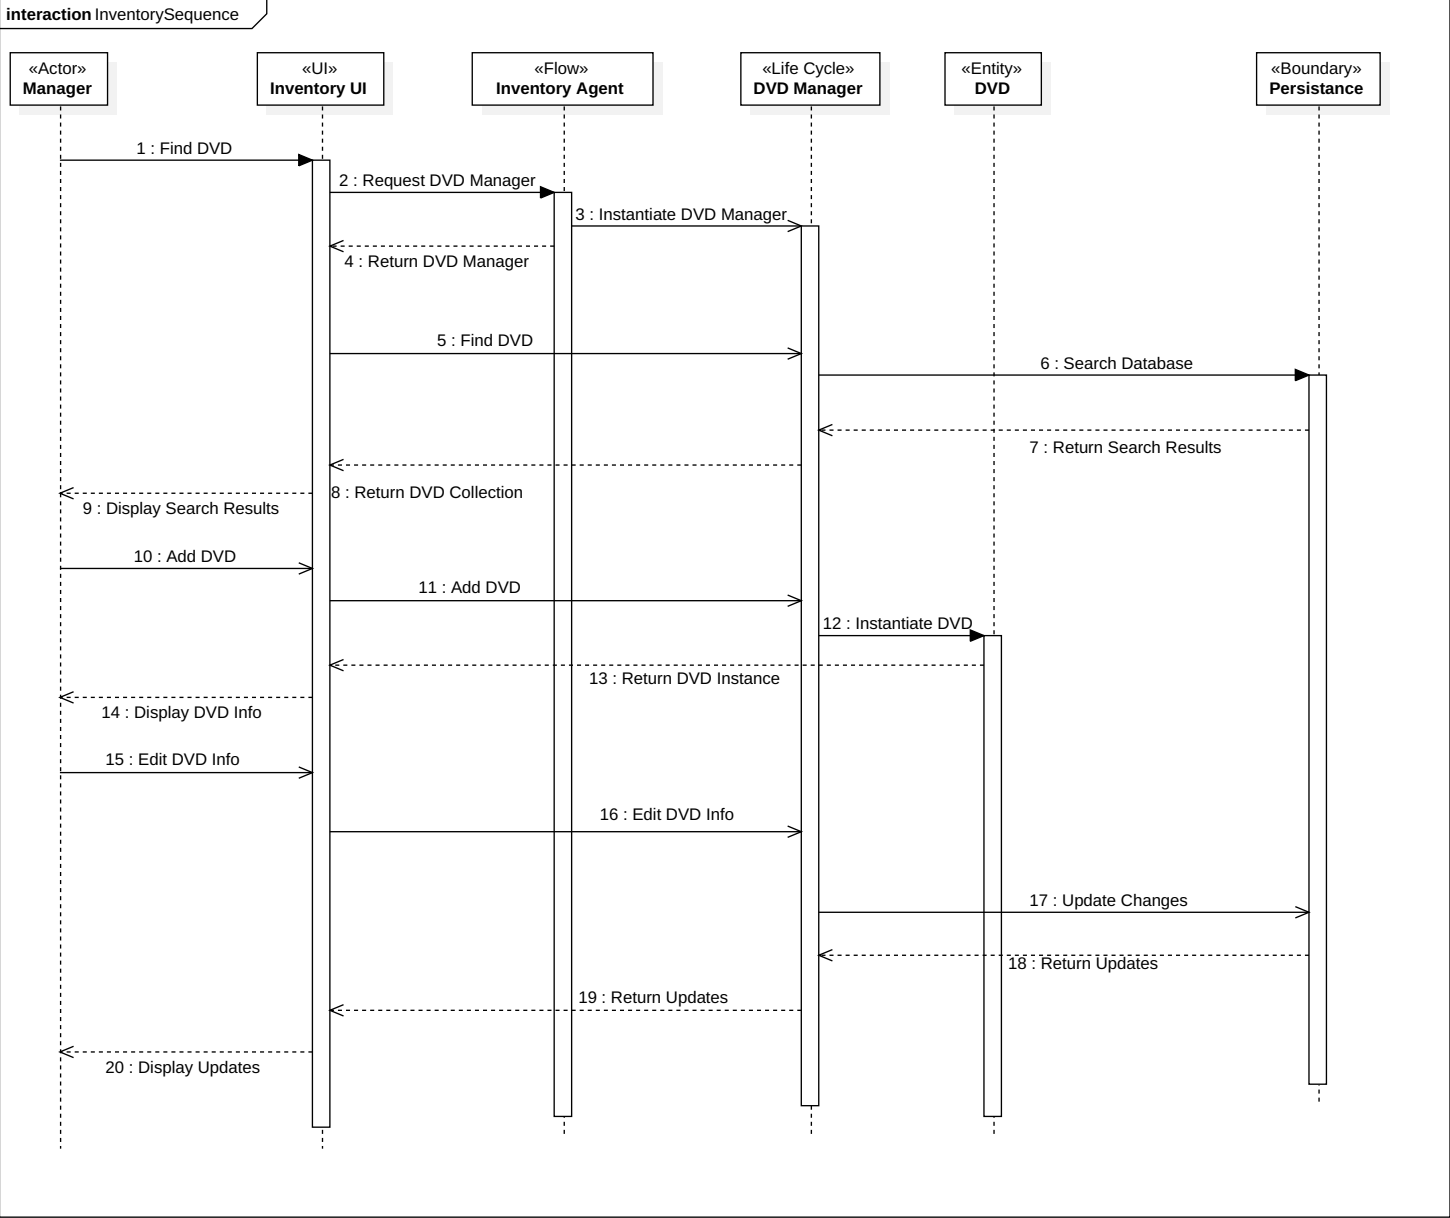 interaction InventorySequence
«Actor»
Manager
«UI»
Inventory UI
«Flow»
Inventory Agent
«Life Cycle»
DVD Manager
«Entity»
DVD
«Boundary»
Persistance
1 : Find DVD
2 : Request DVD Manager
3 : Instantiate DVD Manager
4 : Return DVD Manager
5 : Find DVD
6 : Search Database
7 : Return Search Results
8 : Return DVD Collection
9 : Display Search Results
10 : Add DVD
11 : Add DVD
12 : Instantiate DVD
13 : Return DVD Instance
14 : Display DVD Info
15 : Edit DVD Info
16 : Edit DVD Info
17 : Update Changes
18 : Return Updates
19 : Return Updates
20 : Display Updates